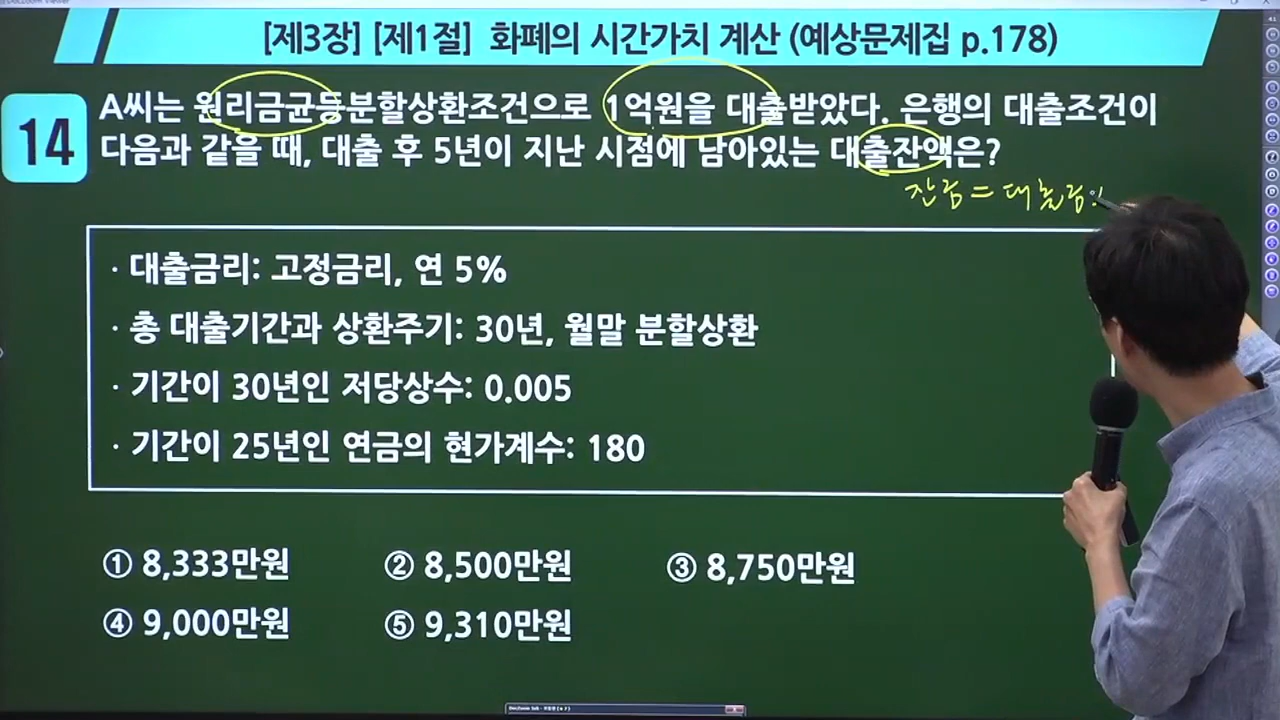 [제3장] [제1절] 화폐의 시간가치 계산 (예상문제집 p.178)
14
A씨는 원리금균등분할상환조건으로 1억원을 대출받았다. 은행의 대출조건이
다음과 같을 때, 대출 후 5년이 지난 시점에 남아있는 대출잔액은?
잔금 = 대출금
· 대출금리: 고정금리, 연 5%
· 총 대출기간과 상환주기: 30년, 월말 분할상환
· 기간이 30년인 저당상수: 0.005
· 기간이 25년인 연금의 현가계수: 180
① 8,333만원 ② 8,500만원 ③ 8,750만원
④ 9,000만원 ⑤ 9,310만원